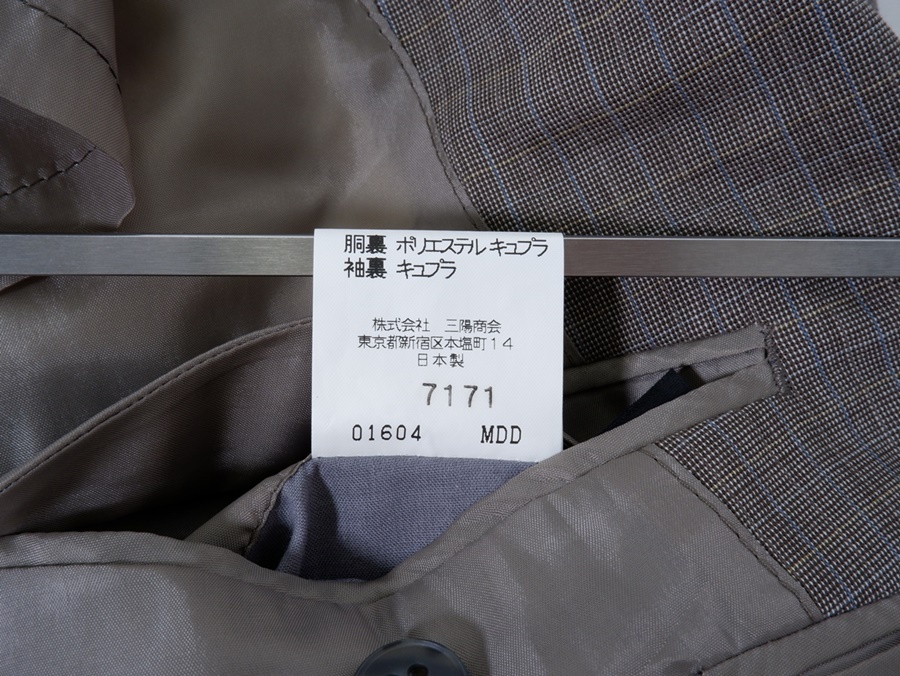 胴裏 ポリエステル キュプラ
袖裏 キュプラ
株式会社 三陽商会
東京都新宿区本塩町14
日本製
7171
01604 MDD